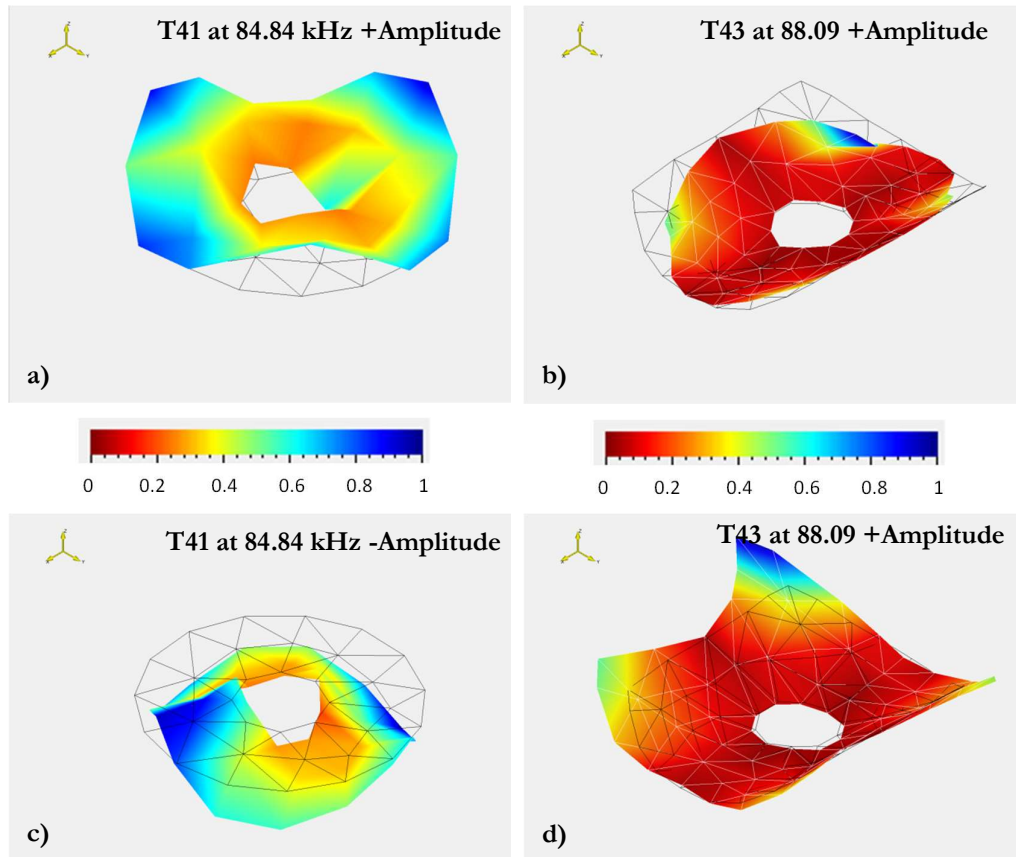 T41 at 84.84 kHz +Amplitude
a)
T43 at 88.09 +Amplitude
b)
0 0.2 0.4 0.6 0.8 1
0 0.2 0.4 0.6 0.8 1
T41 at 84.84 kHz -Amplitude
c)
T43 at 88.09 +Amplitude
d)